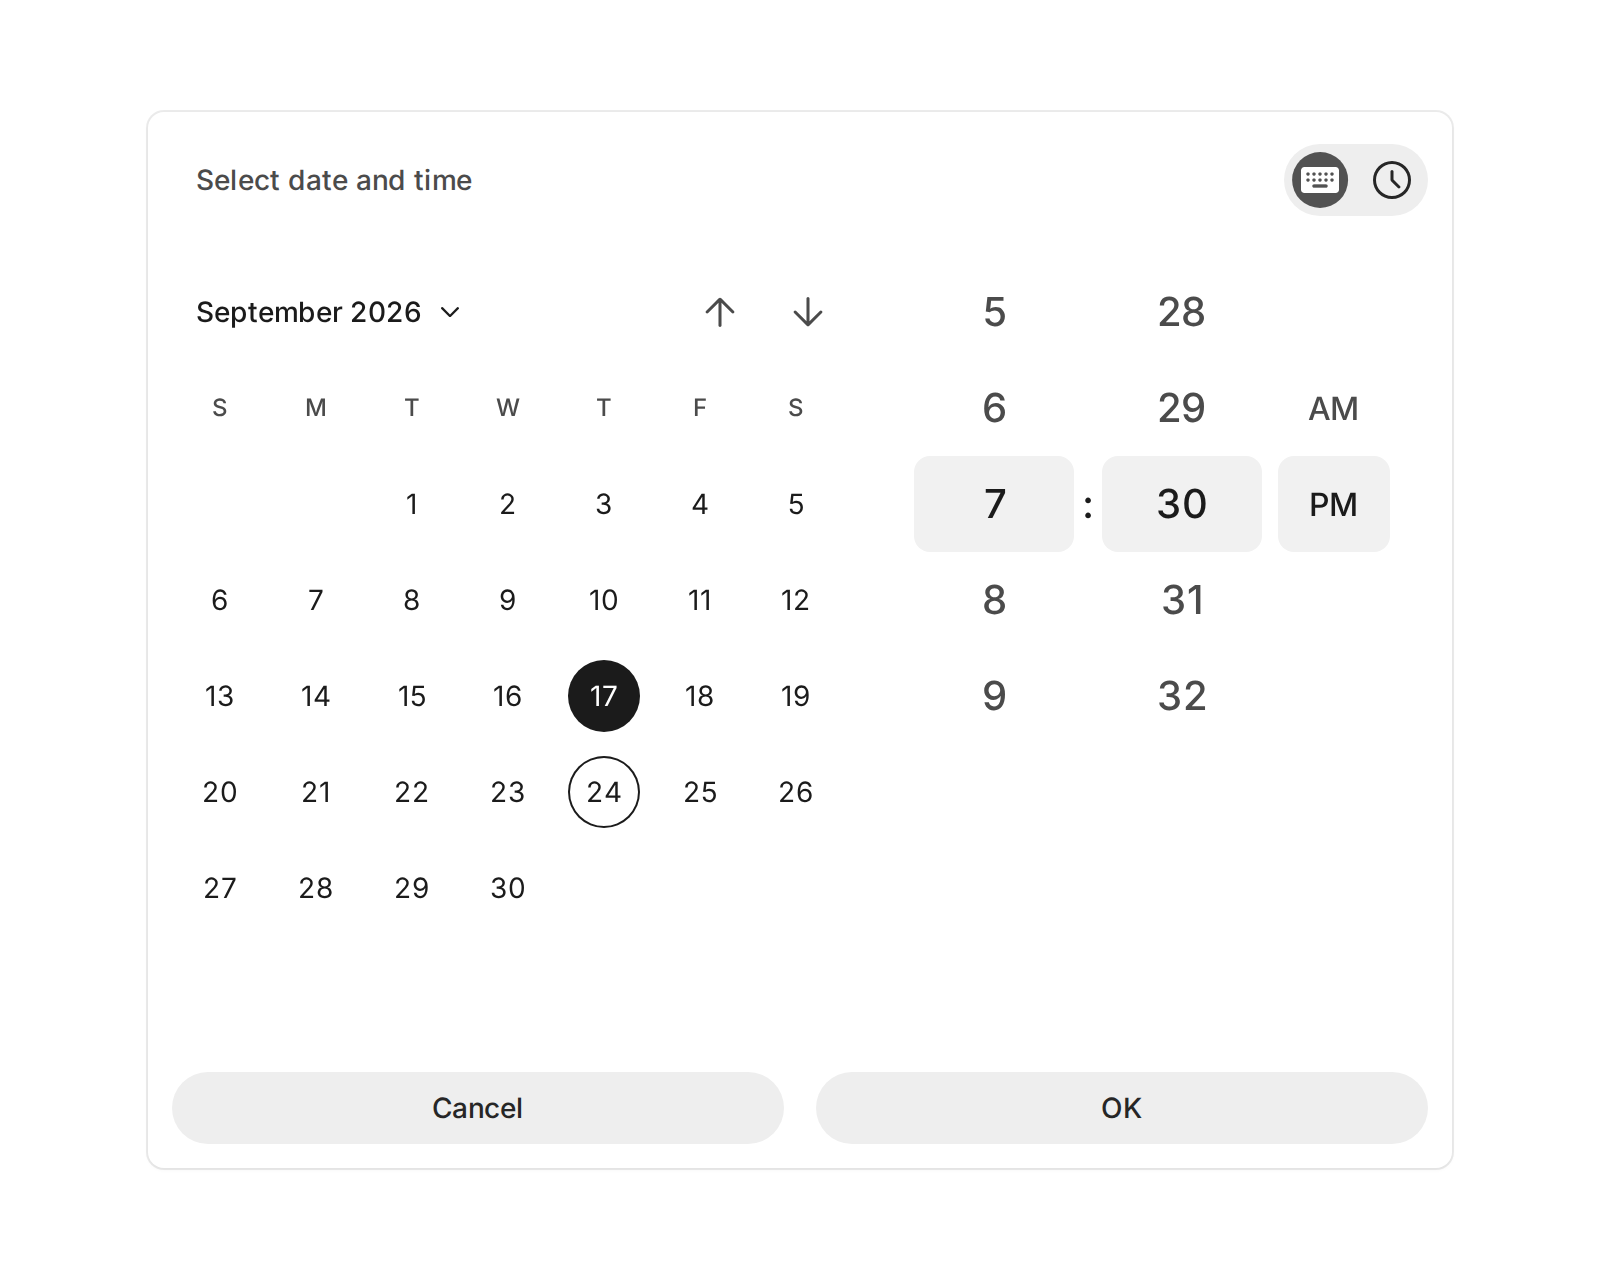 Select date and time
September 2026
S M T W T F S
1 2 3 4 5
6 7 8 9 10 11 12
13 14 15 16 17 18 19
20 21 22 23 24 25 26
27 28 29 30
5 28
6 29 AM
7 : 30 PM
8 31
9 32
Cancel
OK